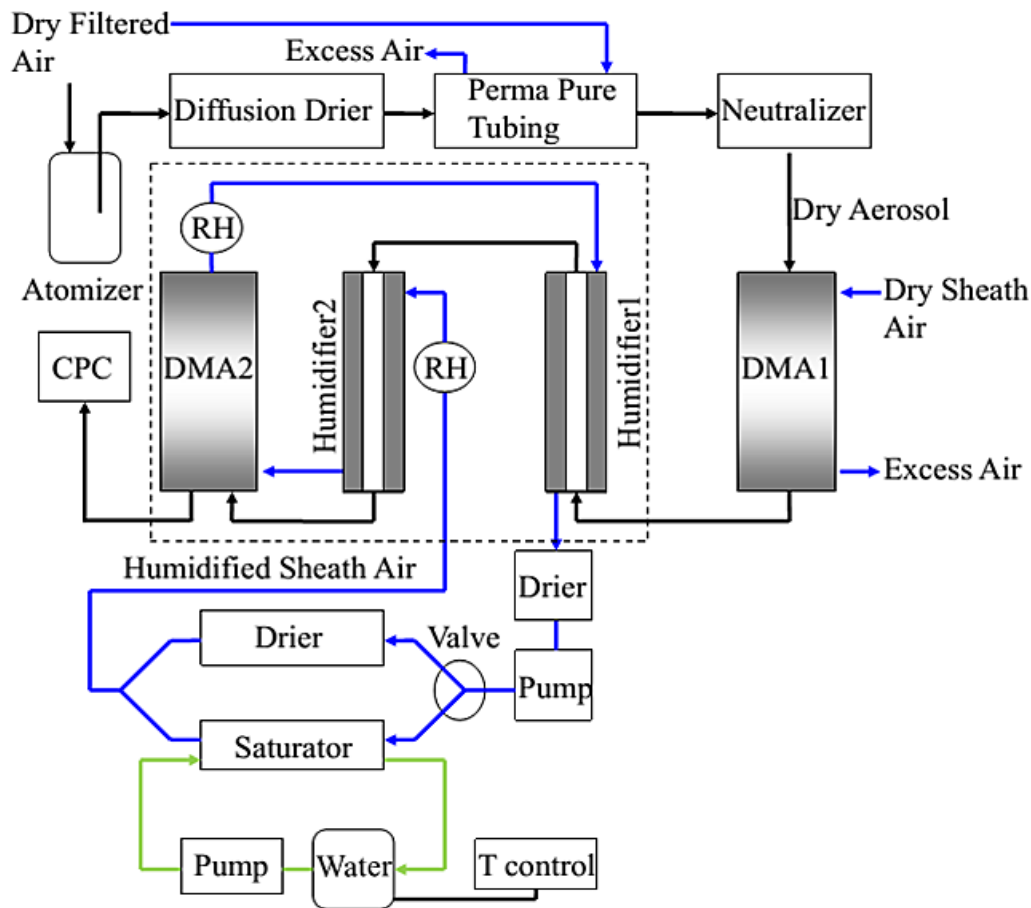 Dry Filtered
Air
Excess Air
Diffusion Drier
Perma Pure
Tubing
Neutralizer
RH
Dry Aerosol
Atomizer
Humidifier2
Humidifier1
Dry Sheath
Air
CPC
DMA2
RH
DMA1
Excess Air
Humidified Sheath Air
Drier
Drier
Valve
Pump
Saturator
Pump
Water
T control